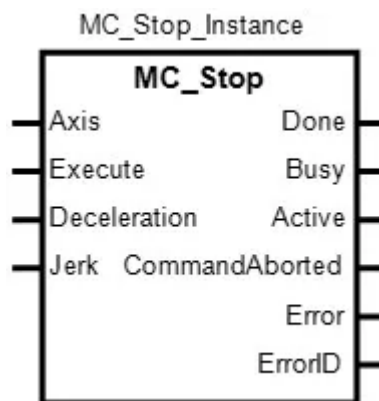 MC_Stop_Instance
MC_Stop
Axis Done
Execute Busy
Deceleration Active
Jerk CommandAborted
Error
ErrorID